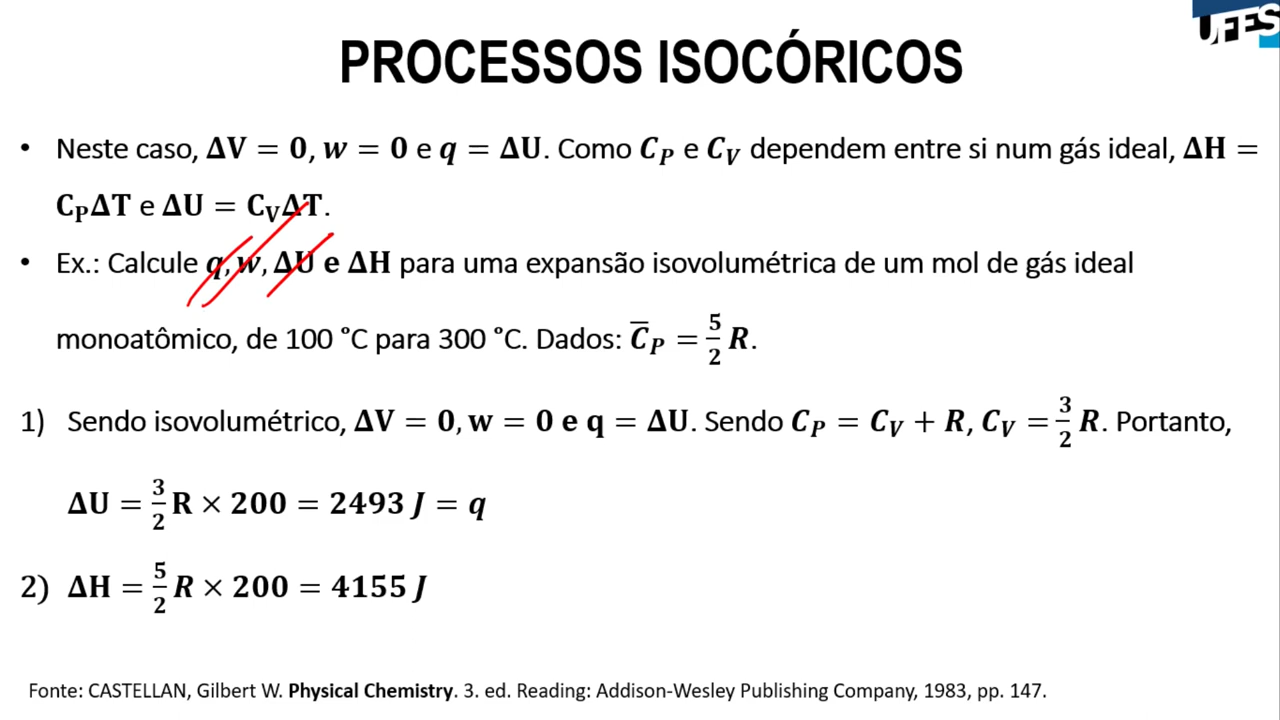 UFES
PROCESSOS ISOCÓRICOS
• Neste caso, ΔV = 0, w = 0 e q = ΔU. Como C_P e C_V dependem entre si num gás ideal, ΔH =
C_PΔT e ΔU = C_VΔT.
• Ex.: Calcule q, w, ΔU e ΔH para uma expansão isovolumétrica de um mol de gás ideal
monoatômico, de 100 °C para 300 °C. Dados: C̅_P = 5/2 R.
1) Sendo isovolumétrico, ΔV = 0, w = 0 e q = ΔU. Sendo C_P = C_V + R, C_V = 3/2 R. Portanto,
ΔU = 3/2 R × 200 = 2493 J = q
2) ΔH = 5/2 R × 200 = 4155 J
Fonte: CASTELLAN, Gilbert W. Physical Chemistry. 3. ed. Reading: Addison-Wesley Publishing Company, 1983, pp. 147.